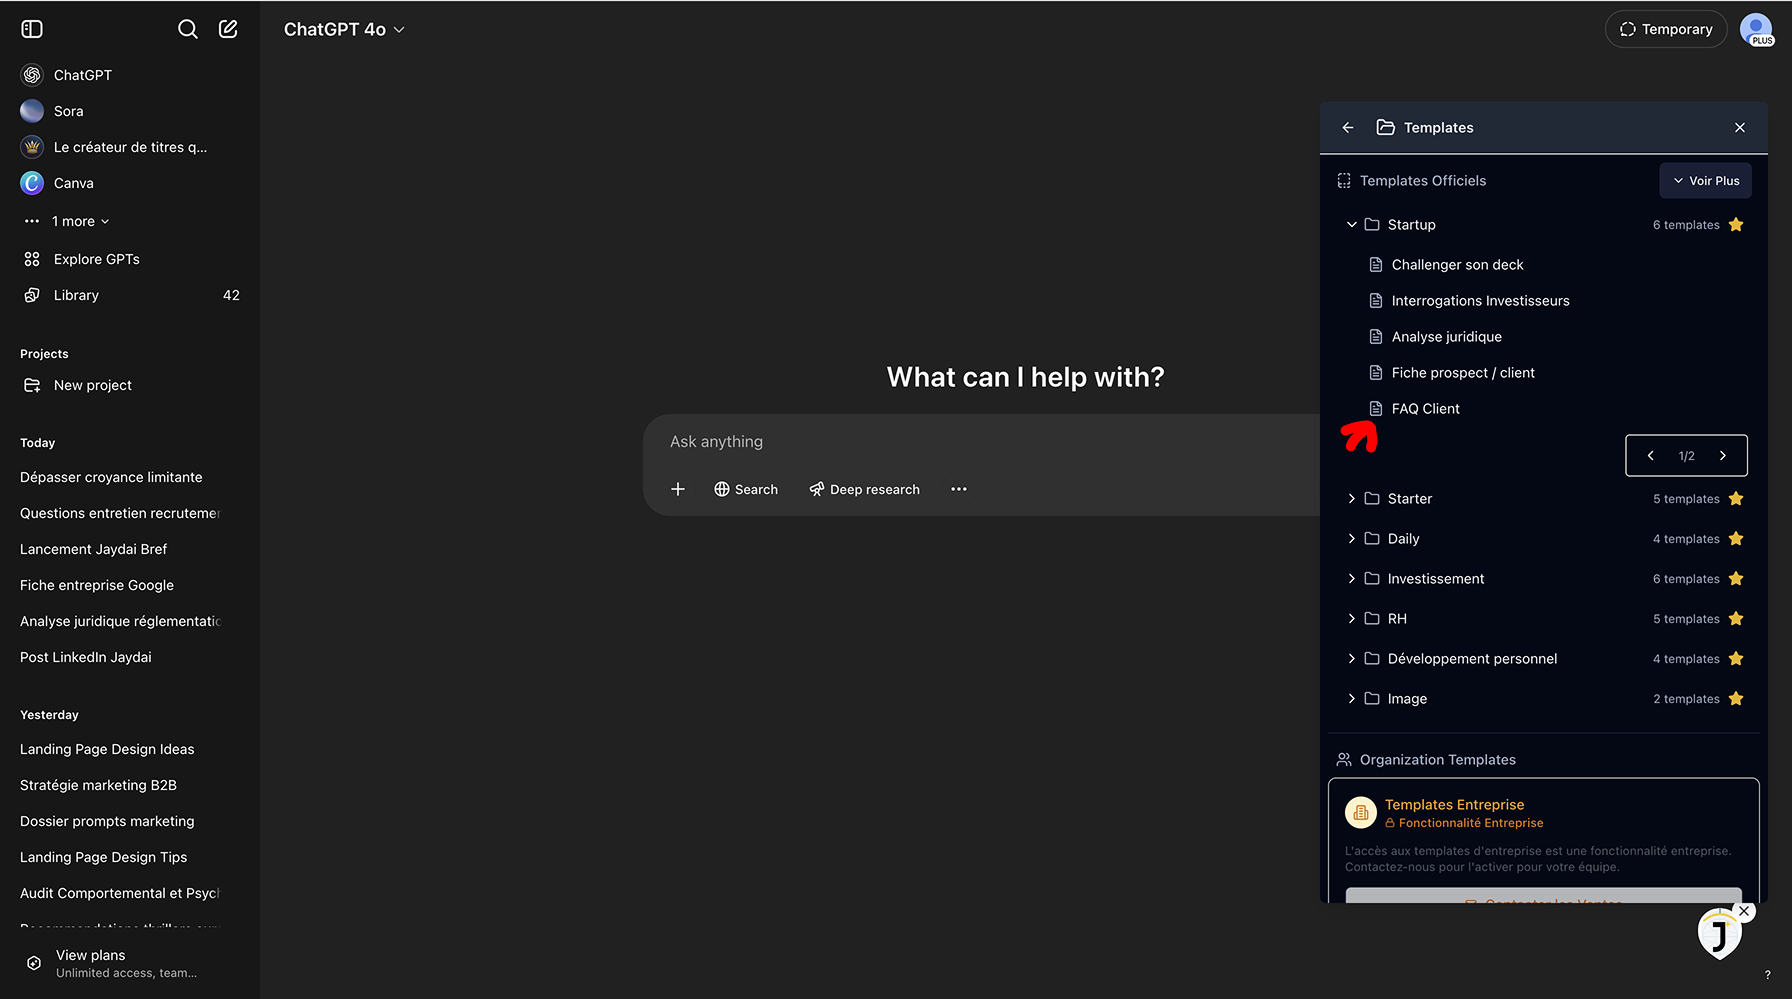 ChatGPT 4o
Temporary
PLUS
ChatGPT
Sora
Le créateur de titres q...
Canva
1 more
Explore GPTs
Library 42
Projects
New project
Today
Dépasser croyance limitante
Questions entretien recrutemen
Lancement Jaydai Bref
Fiche entreprise Google
Analyse juridique réglementatio
Post LinkedIn Jaydai
Yesterday
Landing Page Design Ideas
Stratégie marketing B2B
Dossier prompts marketing
Landing Page Design Tips
Audit Comportemental et Psych
View plans
Unlimited access, team...
What can I help with?
Ask anything
Search Deep research
Templates
Templates Officiels Voir Plus
Startup 6 templates
Challenger son deck
Interrogations Investisseurs
Analyse juridique
Fiche prospect / client
FAQ Client
1/2
Starter 5 templates
Daily 4 templates
Investissement 6 templates
RH 5 templates
Développement personnel 4 templates
Image 2 templates
Organization Templates
Templates Entreprise
Fonctionnalité Entreprise
L'accès aux templates d'entreprise est une fonctionnalité entreprise.
Contactez-nous pour l'activer pour votre équipe.
J
?